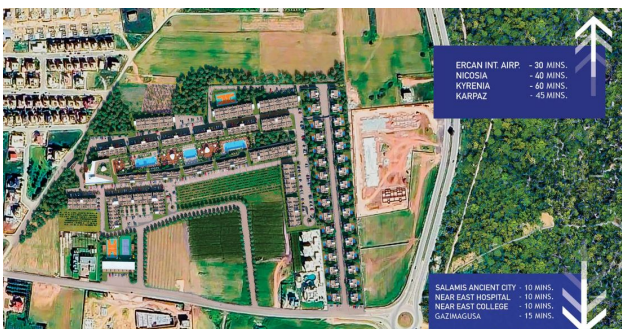 ERCAN INT. AIRP. - 30 MINS.
NICOSIA - 40 MINS.
KYRENIA - 60 MINS.
KARPAZ - 45 MINS.
SALAMIS ANCIENT CITY - 10 MINS.
NEAR EAST HOSPITAL - 10 MINS.
NEAR EAST COLLEGE - 10 MINS.
GAZIMAGUSA - 15 MINS.